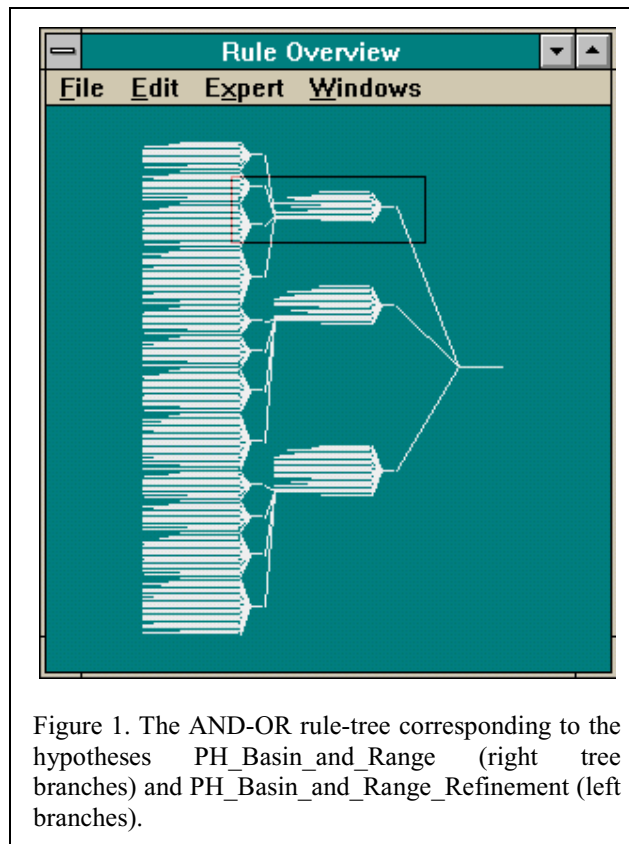 Rule Overview
File Edit Expert Windows
Figure 1. The AND-OR rule-tree corresponding to the
hypotheses PH_Basin_and_Range (right tree
branches) and PH_Basin_and_Range_Refinement (left
branches).